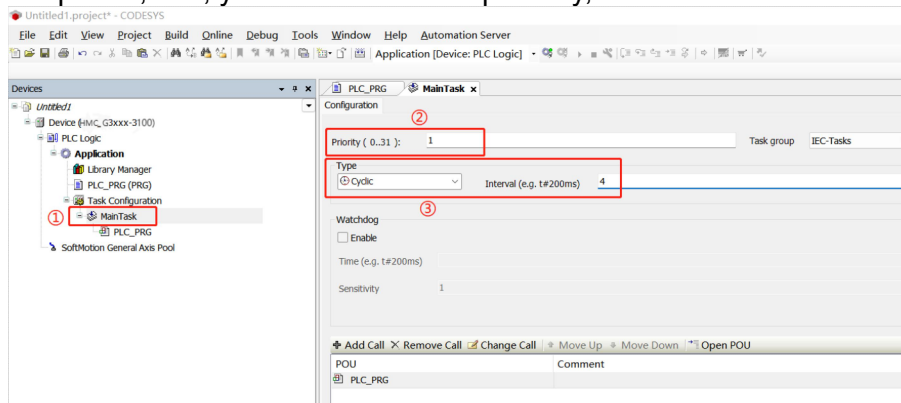 Untitled1.project* - CODESYS
File Edit View Project Build Online Debug Tools Window Help Automation Server
Application [Device: PLC Logic]
Devices
PLC_PRG MainTask x
Untitled1
Configuration
Device (HMC_G3xxx-3100)
②
PLC Logic
Priority ( 0..31 ): 1 Task group IEC-Tasks
Application
Type
Library Manager
Cyclic Interval (e.g. t#200ms) 4
PLC_PRG (PRG)
Task Configuration
③
① MainTask
Watchdog
PLC_PRG
Enable
SoftMotion General Axis Pool
Time (e.g. t#200ms)
Sensitivity 1
Add Call Remove Call Change Call Move Up Move Down Open POU
POU Comment
PLC_PRG